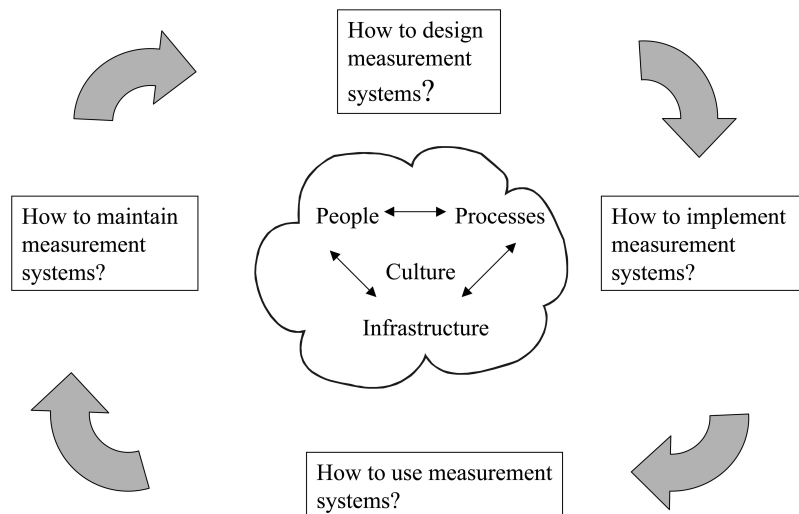 How to design
measurement
systems?
How to maintain
measurement
systems?
People
Processes
Culture
Infrastructure
How to implement
measurement
systems?
How to use measurement
systems?